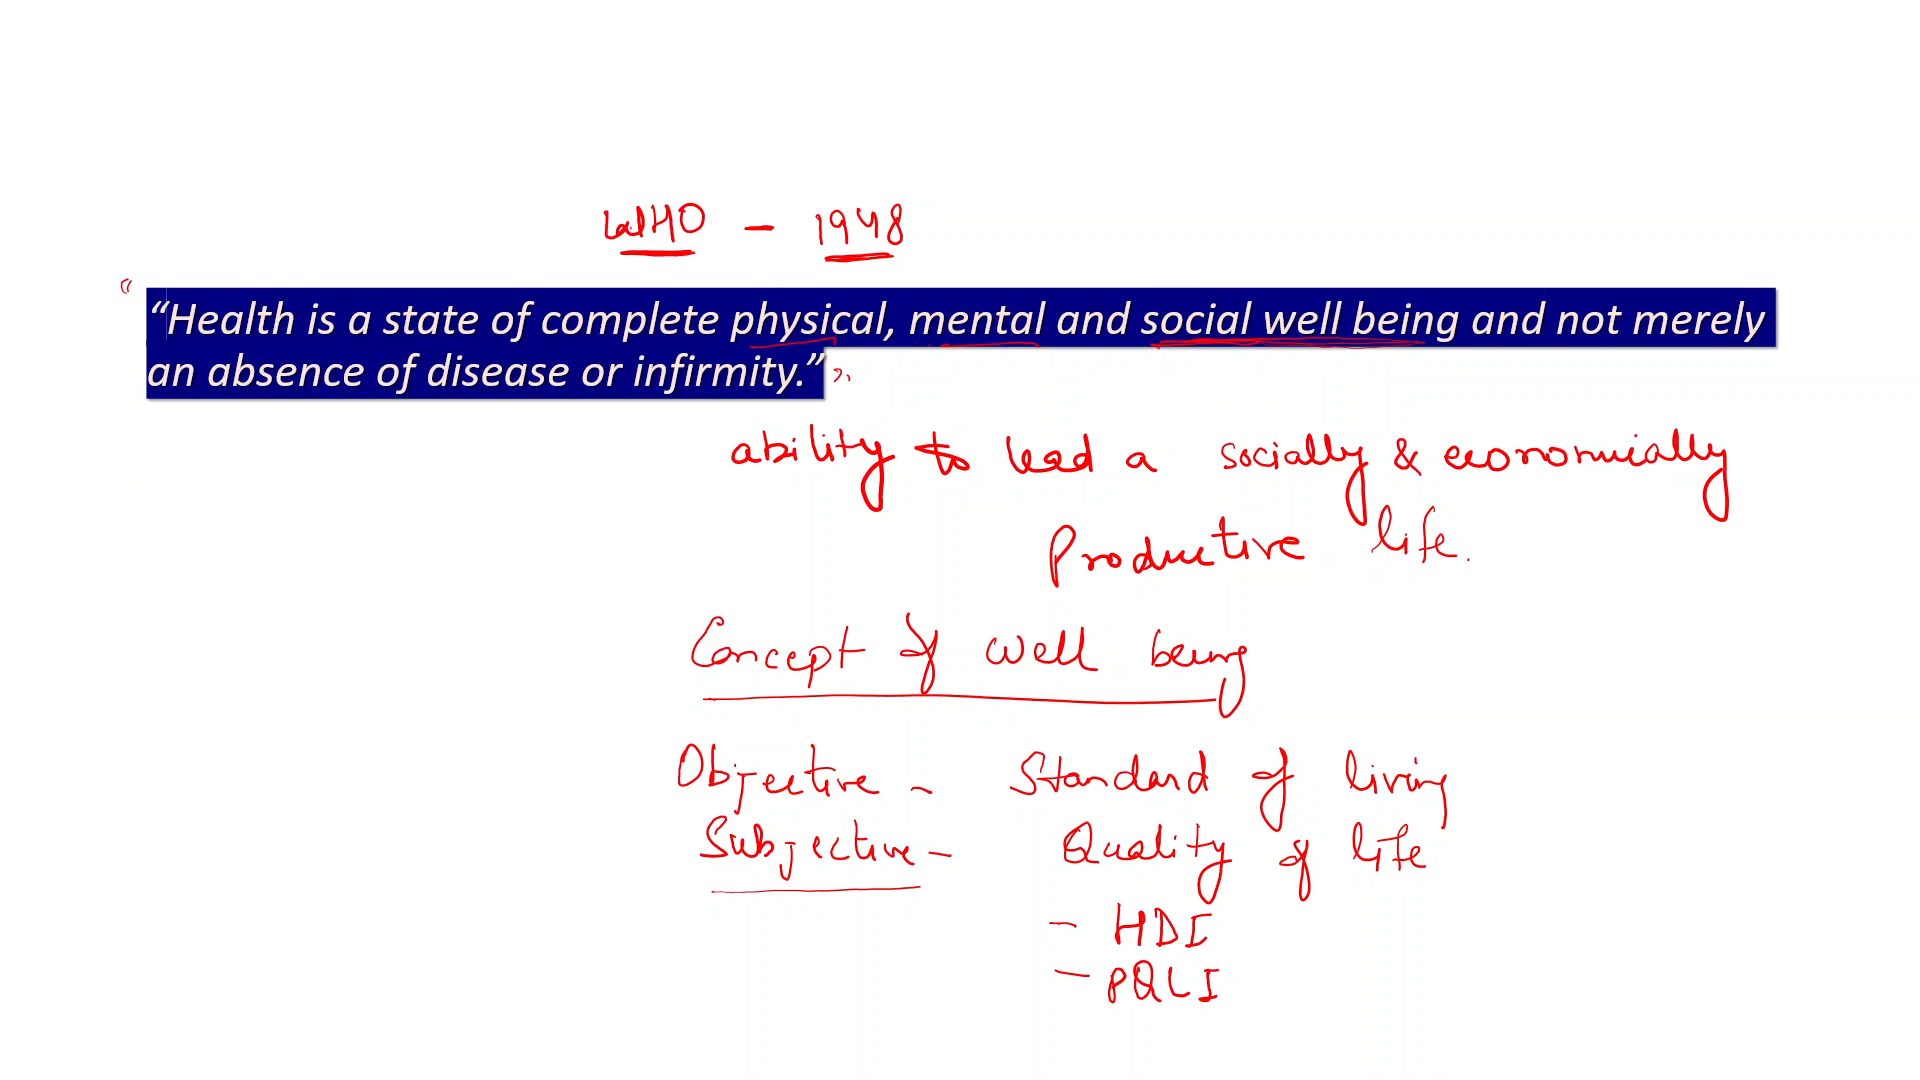 WHO - 1948
“Health is a state of complete physical, mental and social well being and not merely
an absence of disease or infirmity.”
ability to lead a socially & economically
Productive life.
Concept of well being
Objective - Standard of living
Subjective - Quality of life
- HDI
- PQLI